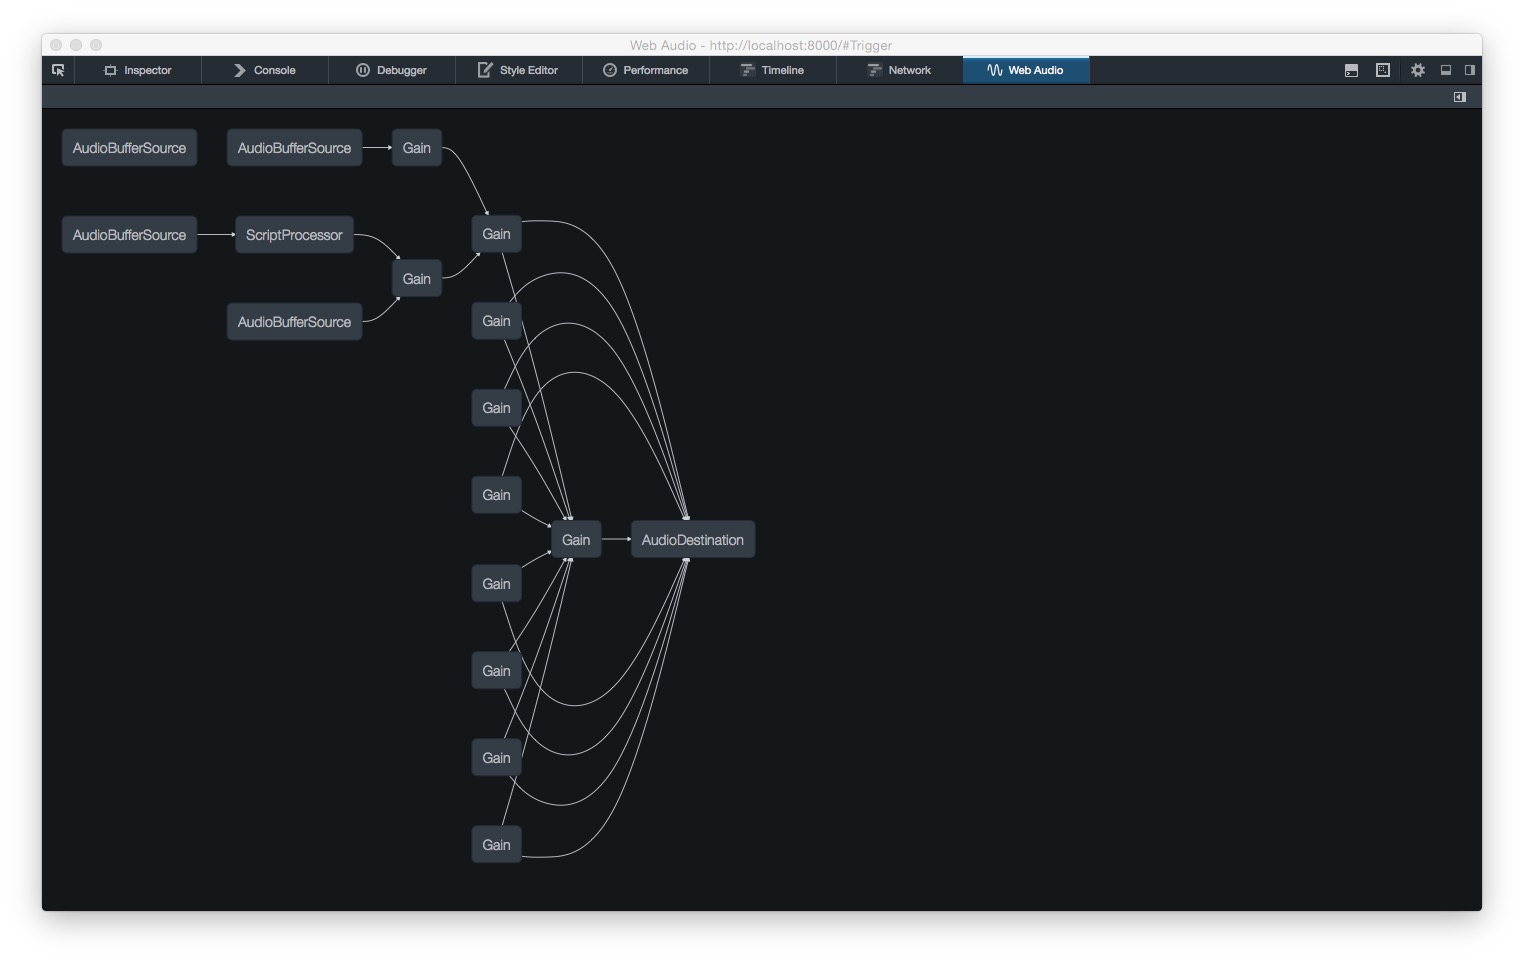 Web Audio - http://localhost:8000/#Trigger
Inspector Console Debugger Style Editor Performance Timeline Network Web Audio
AudioBufferSource AudioBufferSource Gain
AudioBufferSource ScriptProcessor Gain
Gain
AudioBufferSource Gain
Gain
Gain
Gain AudioDestination
Gain
Gain
Gain
Gain